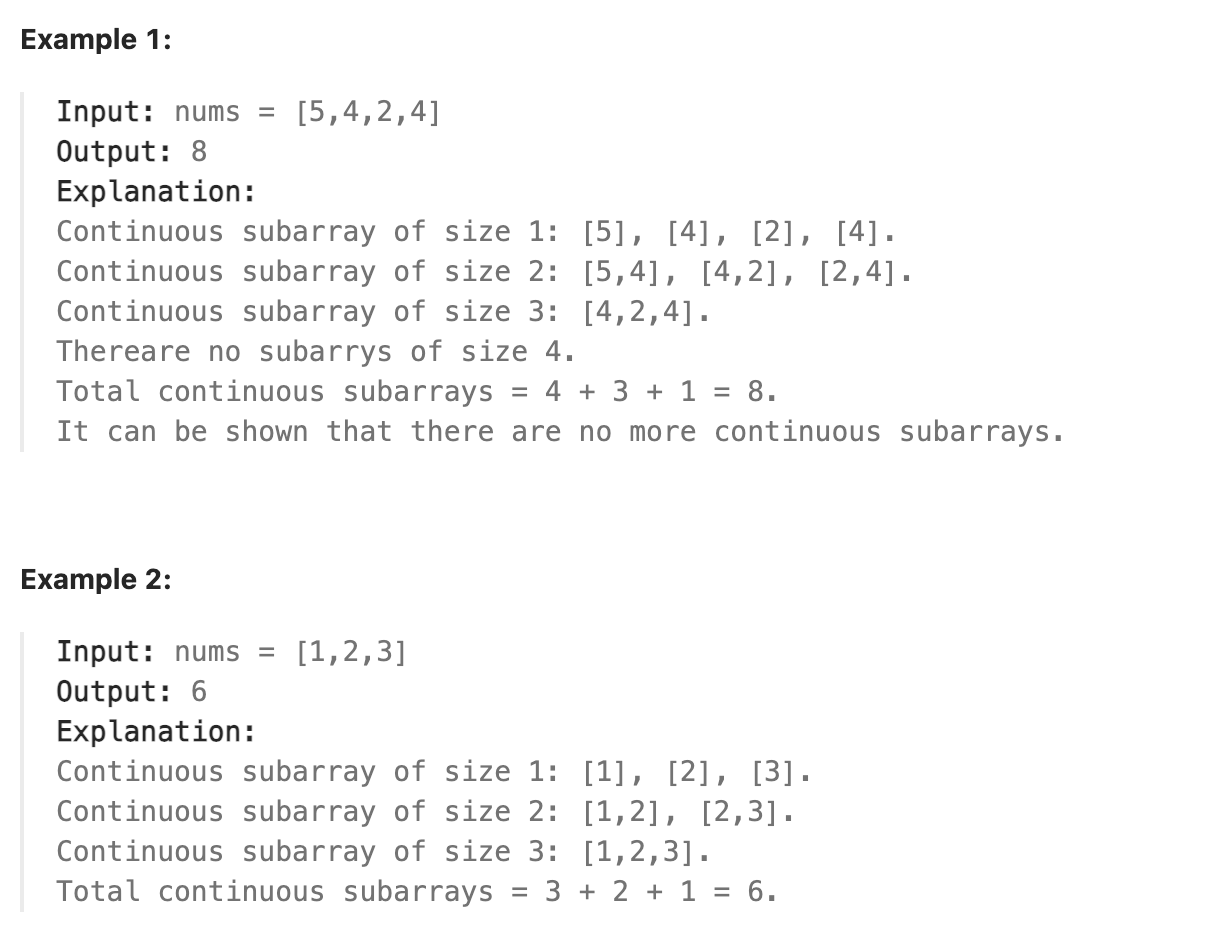 Example 1:
Input: nums = [5,4,2,4]
Output: 8
Explanation:
Continuous subarray of size 1: [5], [4], [2], [4].
Continuous subarray of size 2: [5,4], [4,2], [2,4].
Continuous subarray of size 3: [4,2,4].
Thereare no subarrys of size 4.
Total continuous subarrays = 4 + 3 + 1 = 8.
It can be shown that there are no more continuous subarrays.
Example 2:
Input: nums = [1,2,3]
Output: 6
Explanation:
Continuous subarray of size 1: [1], [2], [3].
Continuous subarray of size 2: [1,2], [2,3].
Continuous subarray of size 3: [1,2,3].
Total continuous subarrays = 3 + 2 + 1 = 6.